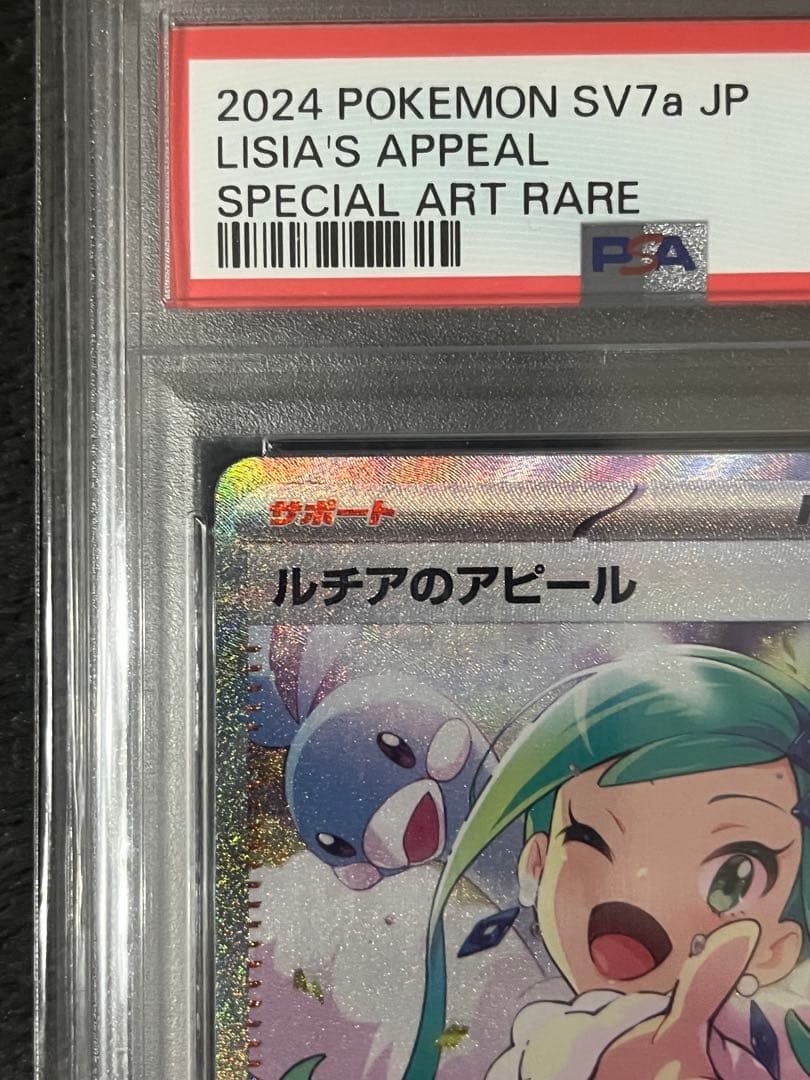 2024 POKEMON SV7a JP
LISIA'S APPEAL
SPECIAL ART RARE
PSA
サポート
ルチアのアピール